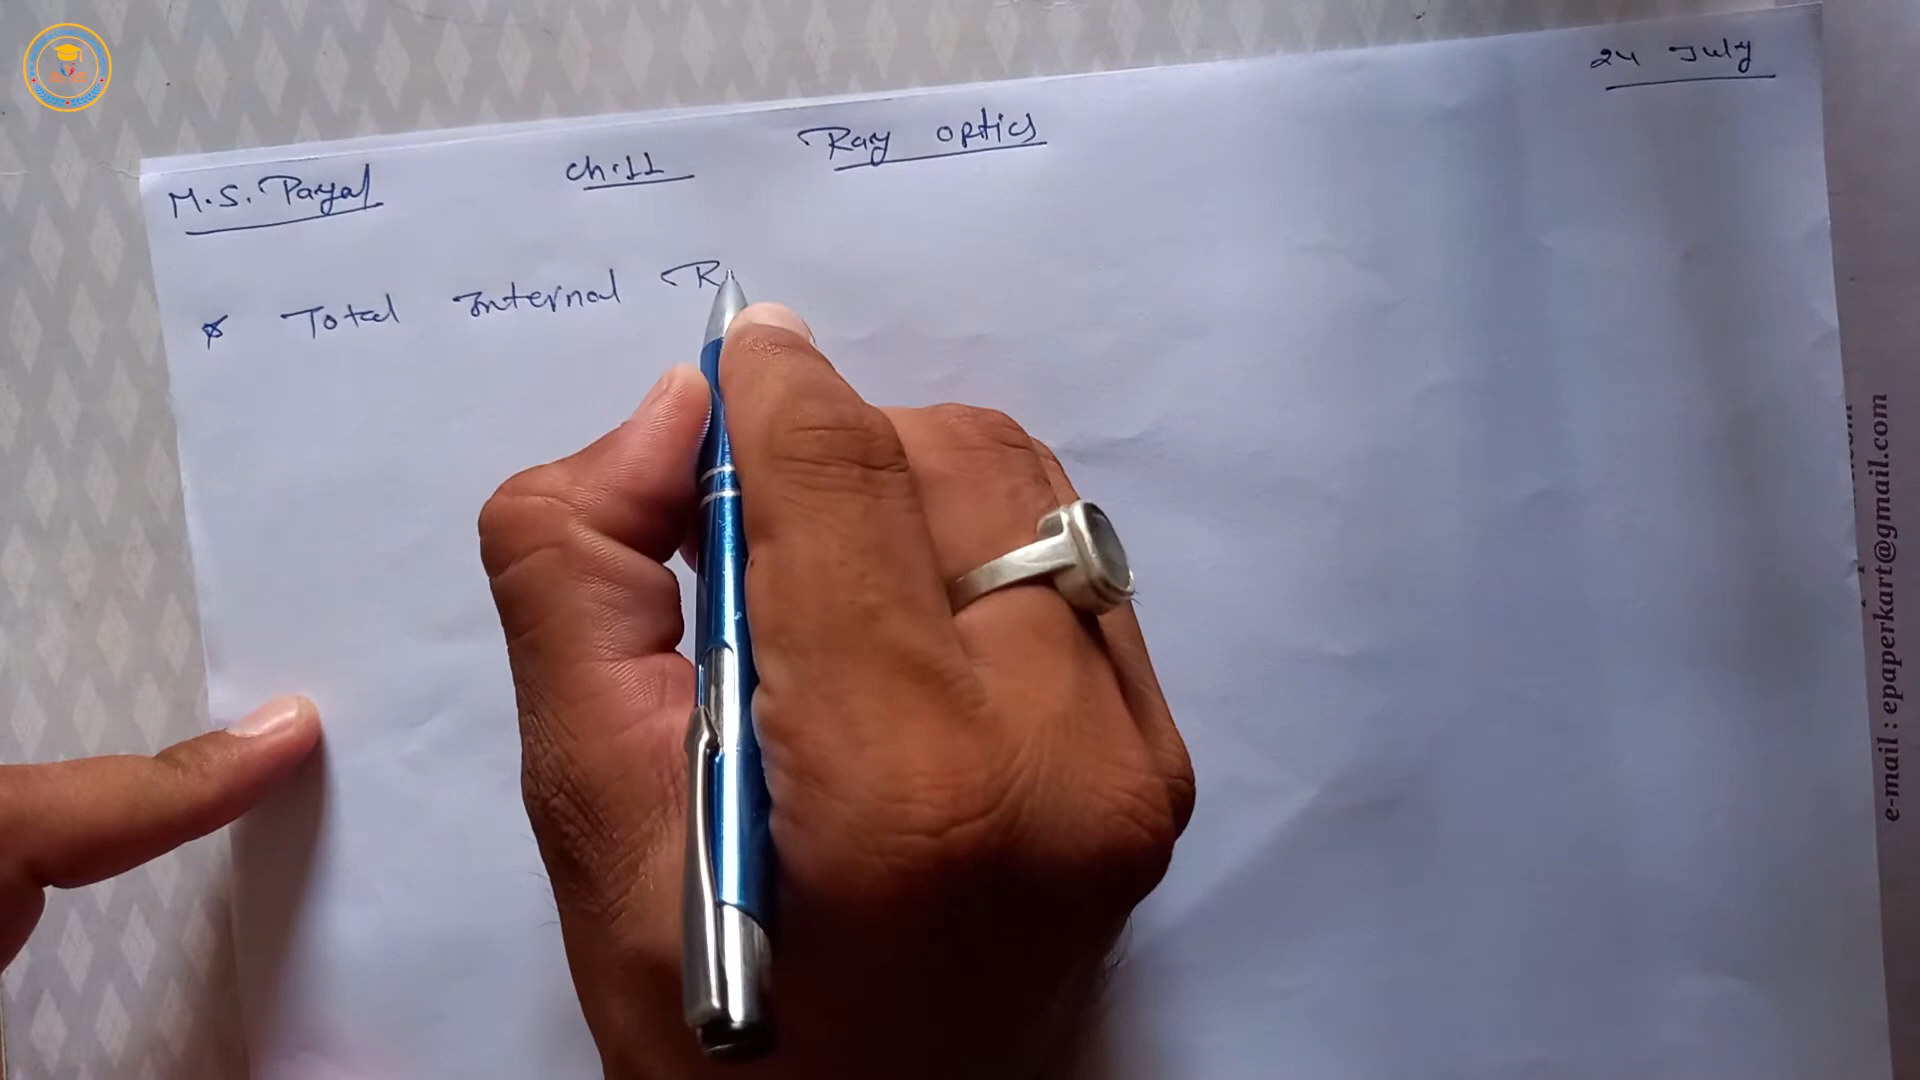 24 July
M.S. Payal Ch.11 Ray optics
* Total Internal R
e-mail : epaperkart@gmail.com